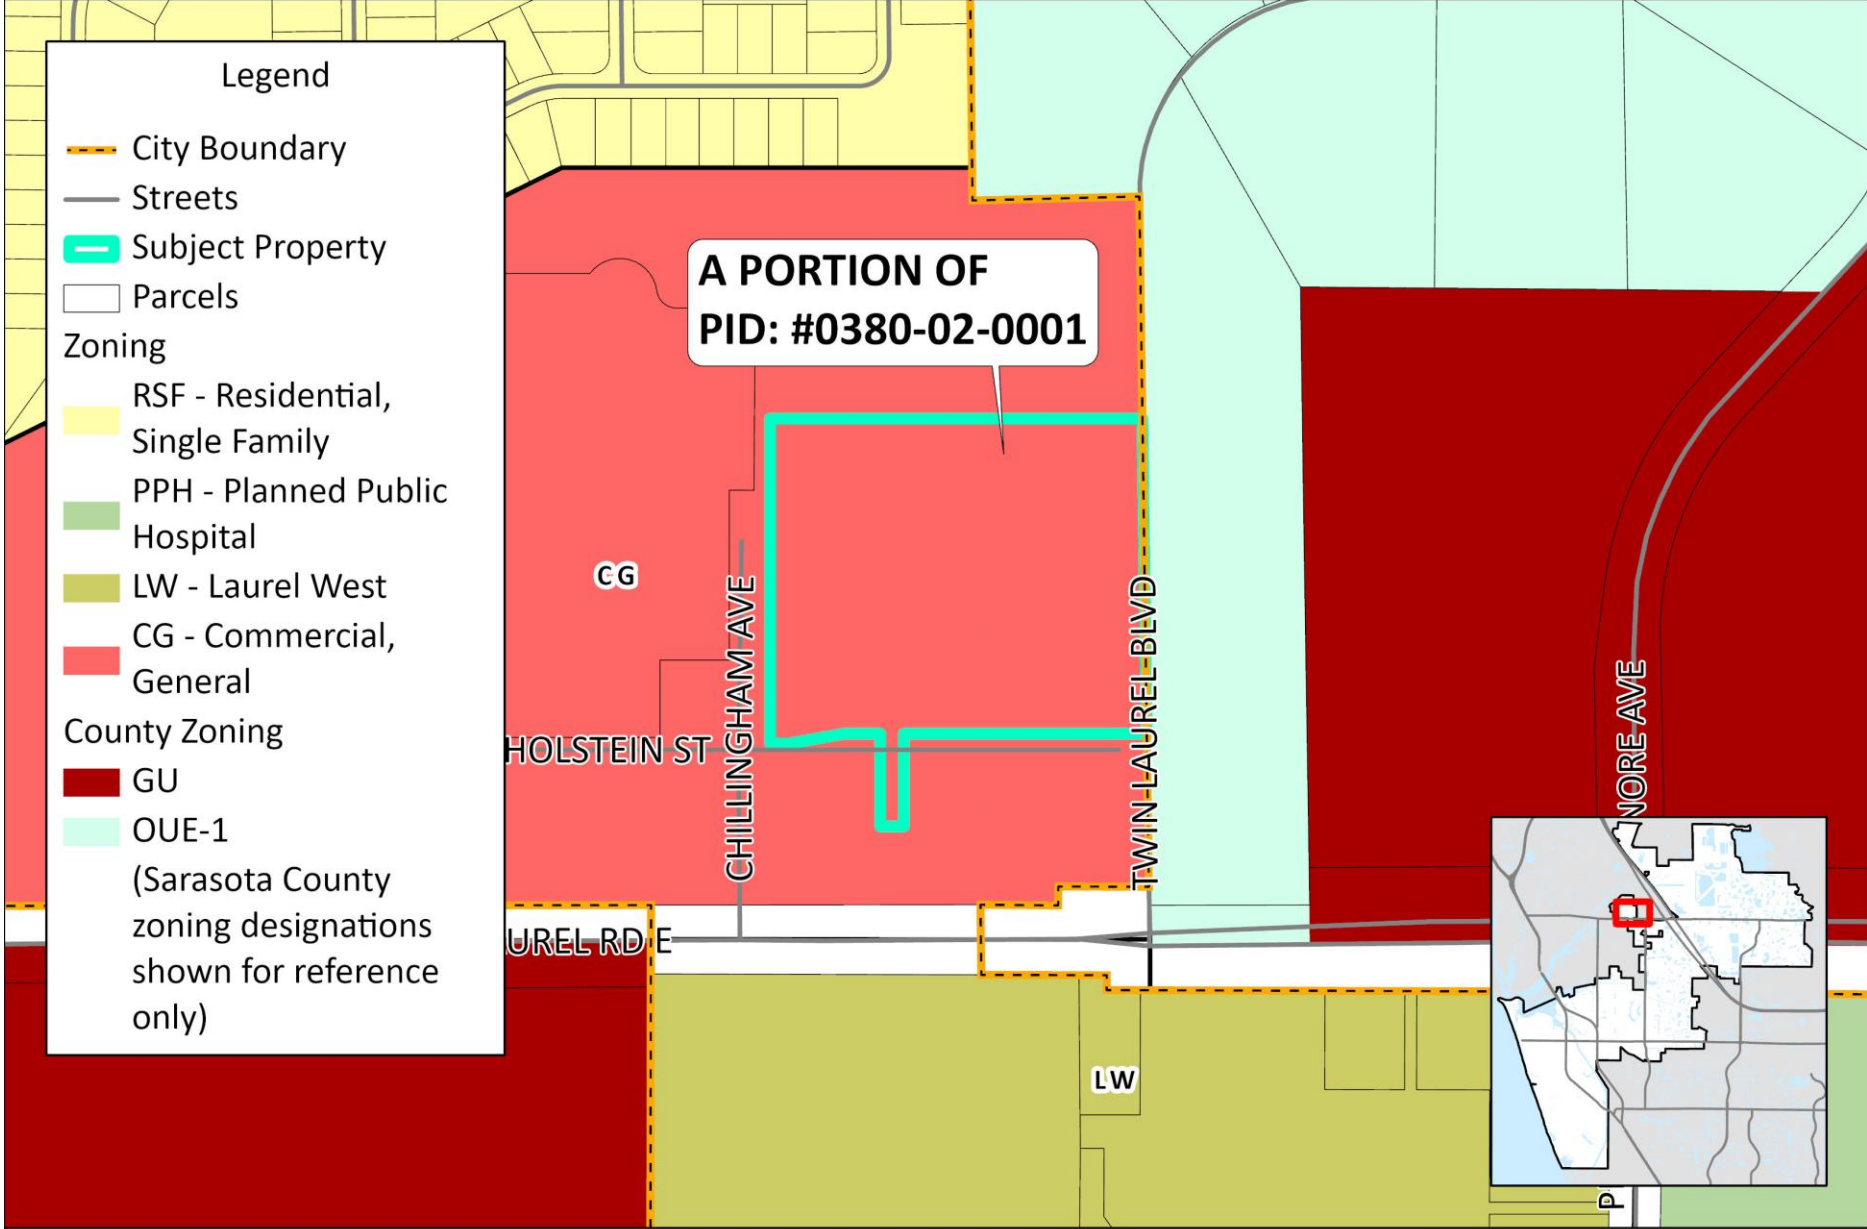 Legend
City Boundary
Streets
Subject Property
Parcels
Zoning
RSF - Residential,
Single Family
PPH - Planned Public
Hospital
LW - Laurel West
CG - Commercial,
General
County Zoning
GU
OUE-1
(Sarasota County
zoning designations
shown for reference
only)
A PORTION OF
PID: #0380-02-0001
CG
CHILLINGHAM AVE
HOLSTEIN ST
TWIN LAUREL BLVD
NORE AVE
AUREL RD E
LW
P